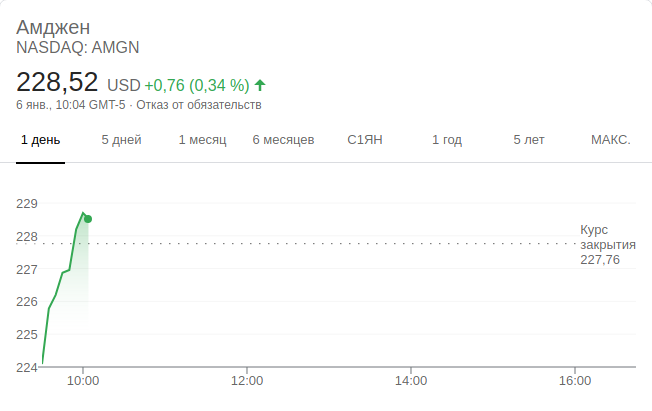 Амджен
NASDAQ: AMGN
228,52 USD +0,76 (0,34 %)
6 янв., 10:04 GMT-5 · Отказ от обязательств
1 день 5 дней 1 месяц 6 месяцев С1ЯН 1 год 5 лет МАКС.
229
228
227
226
225
224
Курс
закрытия
227,76
10:00 12:00 14:00 16:00